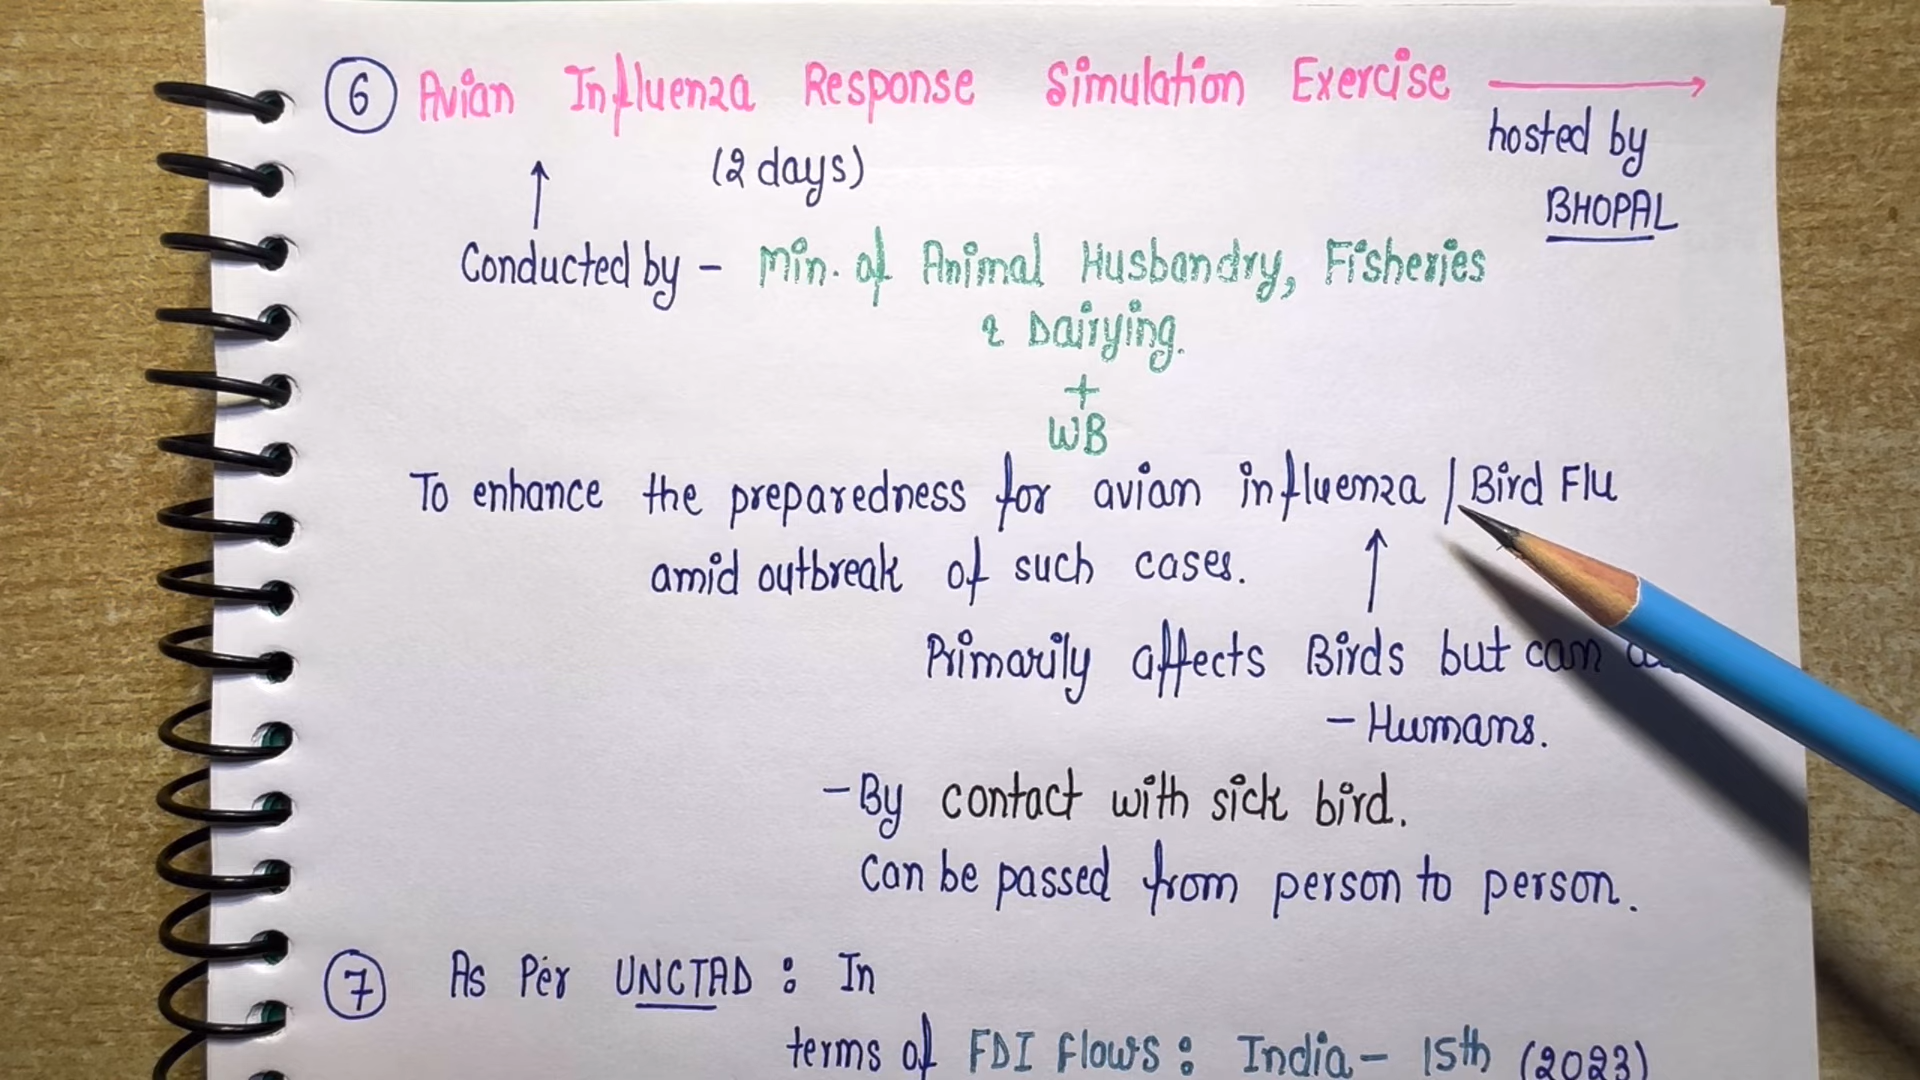 6 Avian Influenza Response Simulation Exercise
hosted by
BHOPAL
(2 days)
Conducted by - Min. of Animal Husbandry, Fisheries
& Dairying.
+
WB
To enhance the preparedness for avian influenza / Bird Flu
amid outbreak of such cases.
Primarily affects Birds but can
- Humans.
- By contact with sick bird.
Can be passed from person to person.
7 As Per UNCTAD : In
terms of FDI Flows : India - 15th (2023)